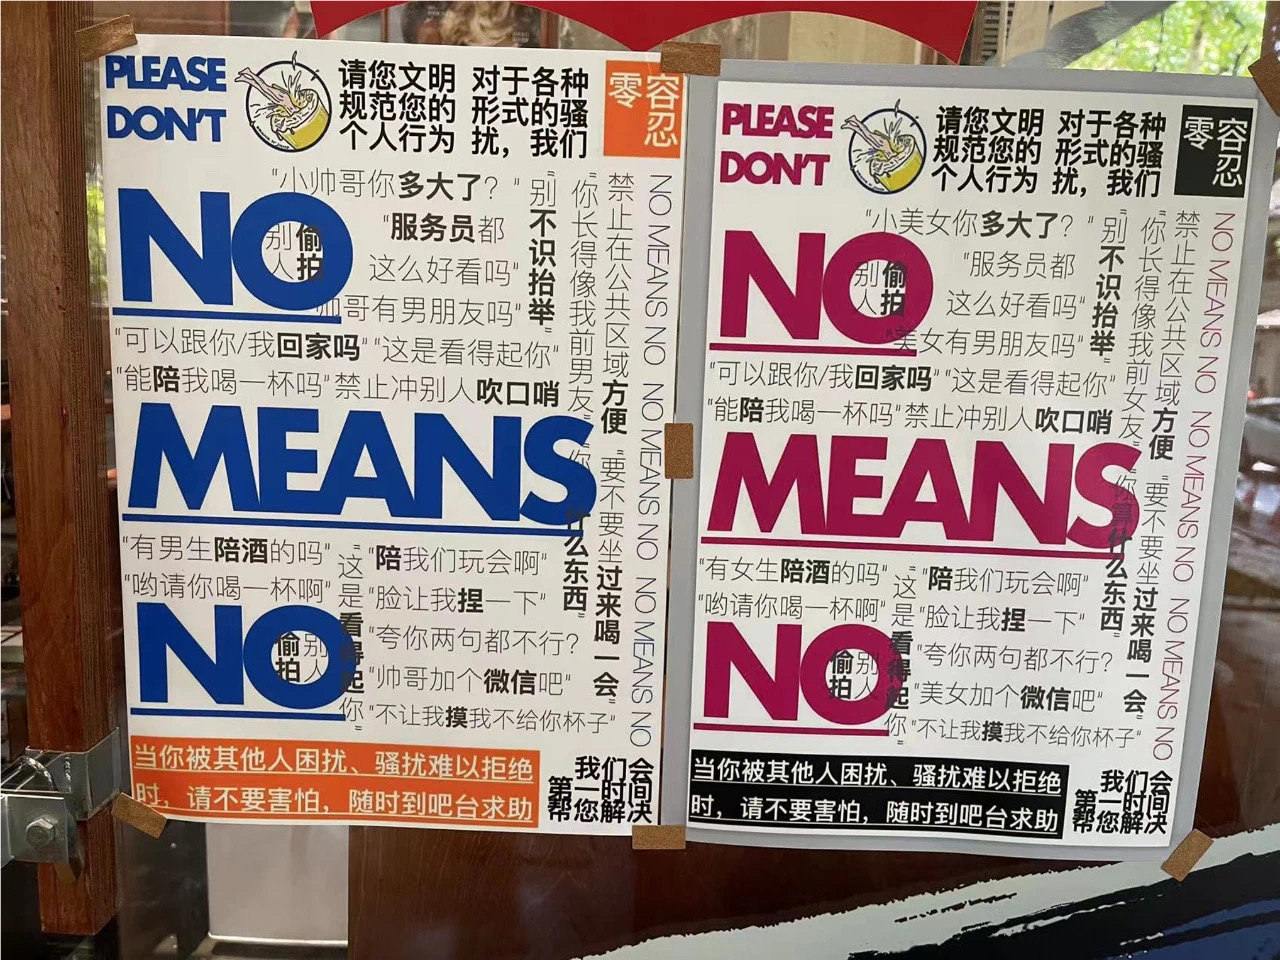 PLEASE
DON'T
请您文明
规范您的
个人行为
对于各种
形式的骚
扰，我们
零容忍
"小帅哥你多大了？"
"服务员都
这么好看吗"
NO
别人
偷拍
帅哥有男朋友吗"
"可以跟你/我回家吗"
"这是看得起你"
"能陪我喝一杯吗"
禁止冲别人吹口哨
"别不识抬举"
"你长得像我前男友"
禁止在公共区域方便
NO MEANS NO NO MEANS NO NO MEANS NO
MEANS
"你算什么东西"
"要不要坐过来喝一会"
"有男生陪酒的吗"
"哟请你喝一杯啊"
"这是看得起你"
"陪我们玩会啊"
"脸让我捏一下"
"夸你两句都不行？
"帅哥加个微信吧"
"不让我摸我不给你杯子"
NO
偷拍
别人
当你被其他人困扰、骚扰难以拒绝
时，请不要害怕，随时到吧台求助
我们会
第一时间
帮您解决
PLEASE
DON'T
请您文明
规范您的
个人行为
对于各种
形式的骚
扰，我们
零容忍
"小美女你多大了？
"服务员都
这么好看吗"
NO
别人
偷拍
美女有男朋友吗"
"可以跟你/我回家吗"
"这是看得起你"
"能陪我喝一杯吗"
禁止冲别人吹口哨
"别不识抬举"
"你长得像我前女友"
禁止在公共区域方便
NO MEANS NO NO MEANS NO NO MEANS NO
MEANS
"你算什么东西"
"要不要坐过来喝一会"
"有女生陪酒的吗"
"哟请你喝一杯啊"
"这是看得起你"
"陪我们玩会啊"
"脸让我捏一下"
"夸你两句都不行？
"美女加个微信吧"
"不让我摸我不给你杯子"
NO
偷拍
别人
当你被其他人困扰、骚扰难以拒绝
时，请不要害怕，随时到吧台求助
我们会
第一时间
帮您解决